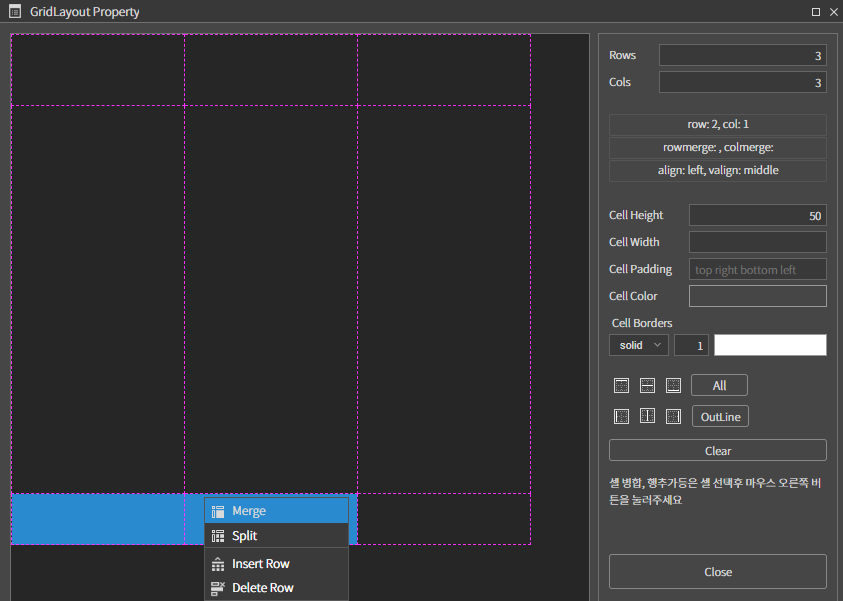 GridLayout Property
Rows
3
Cols
3
row: 2, col: 1
rowmerge: , colmerge:
align: left, valign: middle
Cell Height
50
Cell Width
Cell Padding
top right bottom left
Cell Color
Cell Borders
solid
1
All
OutLine
Clear
셀 병합, 행추가등은 셀 선택후 마우스 오른쪽 버
튼을 눌러주세요
Merge
Split
Insert Row
Delete Row
Close